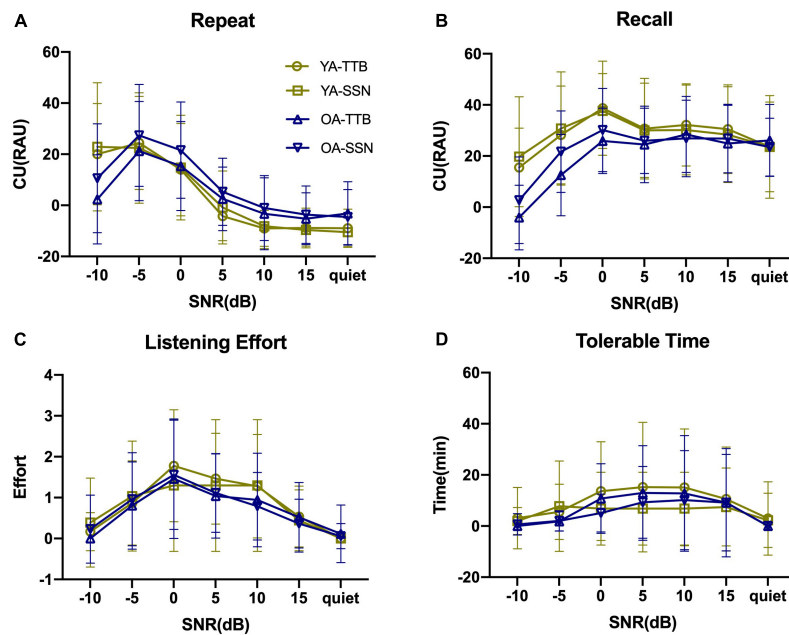 A
Repeat
60
40
20
0
-20
CU(RAU)
YA-TTB
YA-SSN
OA-TTB
OA-SSN
-10 -5 0 5 10 15 quiet
SNR(dB)
B
Recall
60
40
20
0
-20
CU(RAU)
-10 -5 0 5 10 15 quiet
SNR(dB)
C
Listening Effort
4
3
2
1
0
-1
Effort
-10 -5 0 5 10 15 quiet
SNR(dB)
D
Tolerable Time
60
40
20
0
-20
Time(min)
-10 -5 0 5 10 15 quiet
SNR(dB)